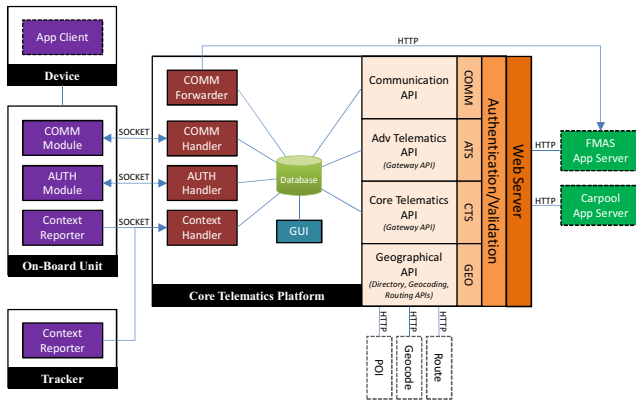 App Client
Device
HTTP
COMM
Forwarder
Communication
API
COMM
Authentication/Validation
Web Server
COMM
Module
SOCKET
COMM
Handler
Adv Telematics
API
(Gateway API)
ATS
HTTP
FMAS
App Server
AUTH
Module
SOCKET
AUTH
Handler
Database
Context
Reporter
SOCKET
Context
Handler
GUI
Core Telematics
API
(Gateway API)
CTS
HTTP
Carpool
App Server
On-Board Unit
Geographical
API
(Directory, Geocoding,
Routing APIs)
GEO
Core Telematics Platform
Context
Reporter
Tracker
HTTP
HTTP
HTTP
POI
Geocode
Route